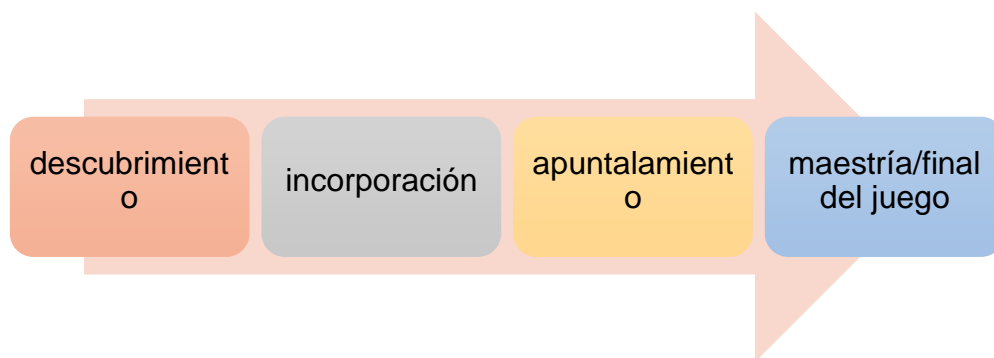 descubrimient
o
incorporación
apuntalamient
o
maestría/final
del juego